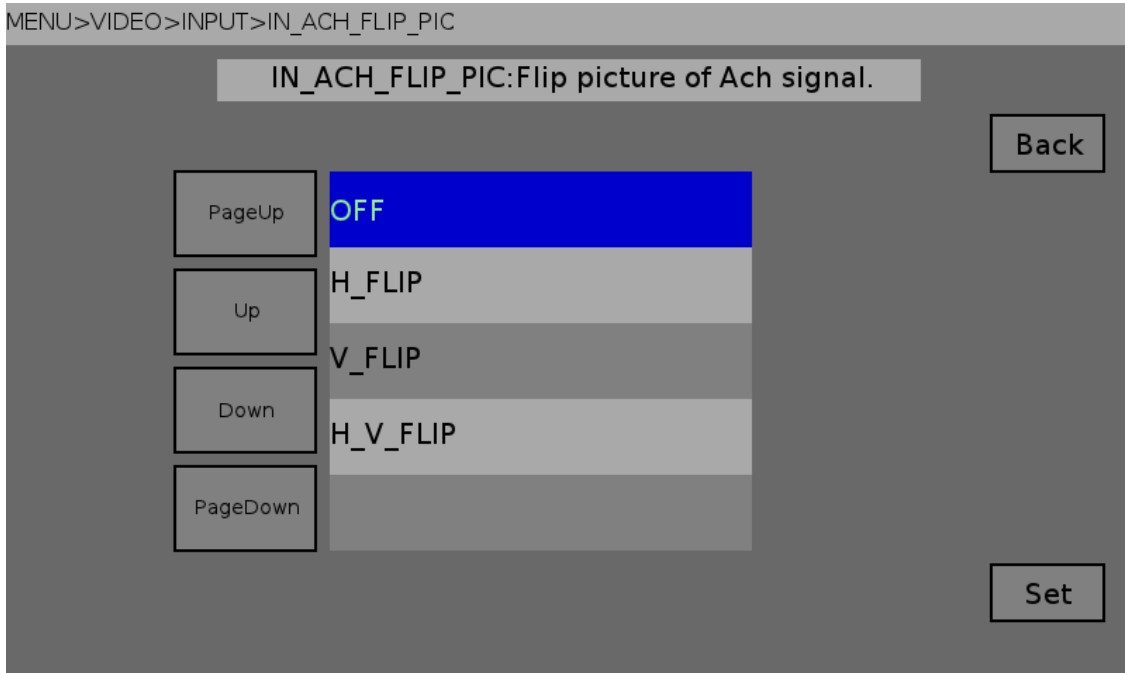 MENU>VIDEO>INPUT>IN_ACH_FLIP_PIC
IN_ACH_FLIP_PIC:Flip picture of Ach signal.
Back
PageUp
OFF
H_FLIP
Up
V_FLIP
Down
H_V_FLIP
PageDown
Set